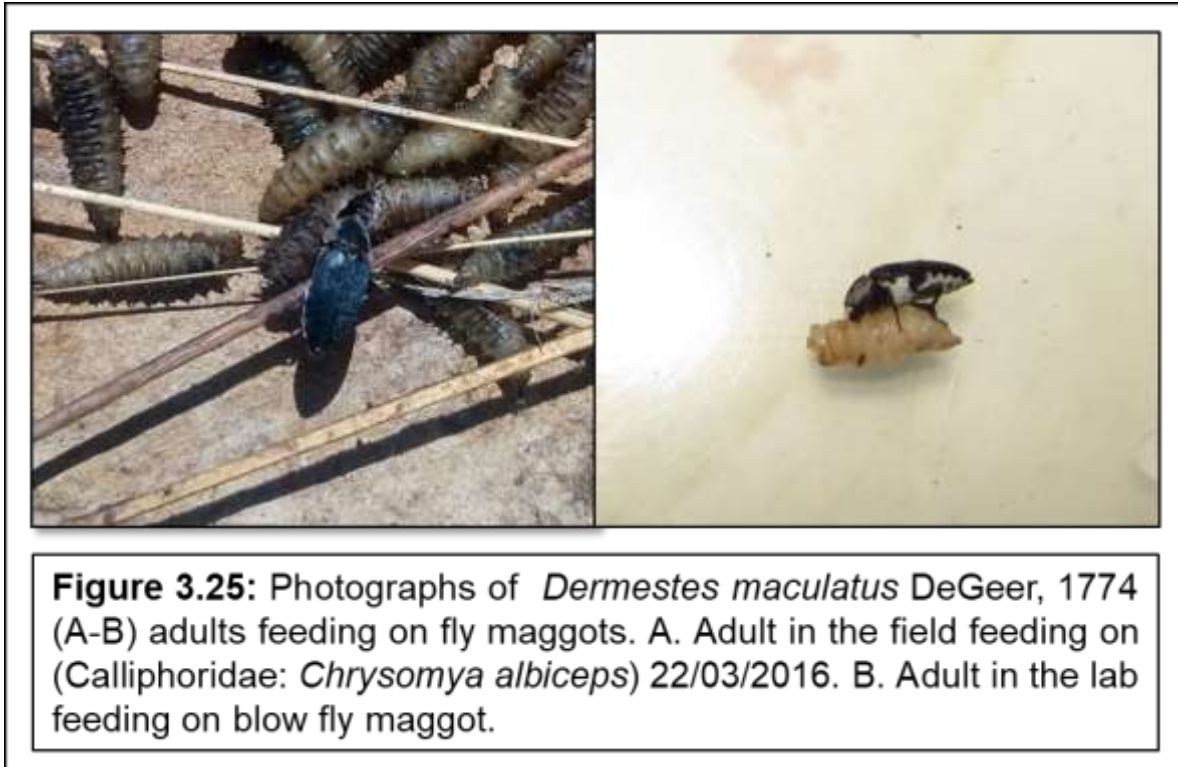 Figure 3.25: Photographs of Dermestes maculatus DeGeer, 1774
(A-B) adults feeding on fly maggots. A. Adult in the field feeding on
(Calliphoridae: Chrysomya albiceps) 22/03/2016. B. Adult in the lab
feeding on blow fly maggot.